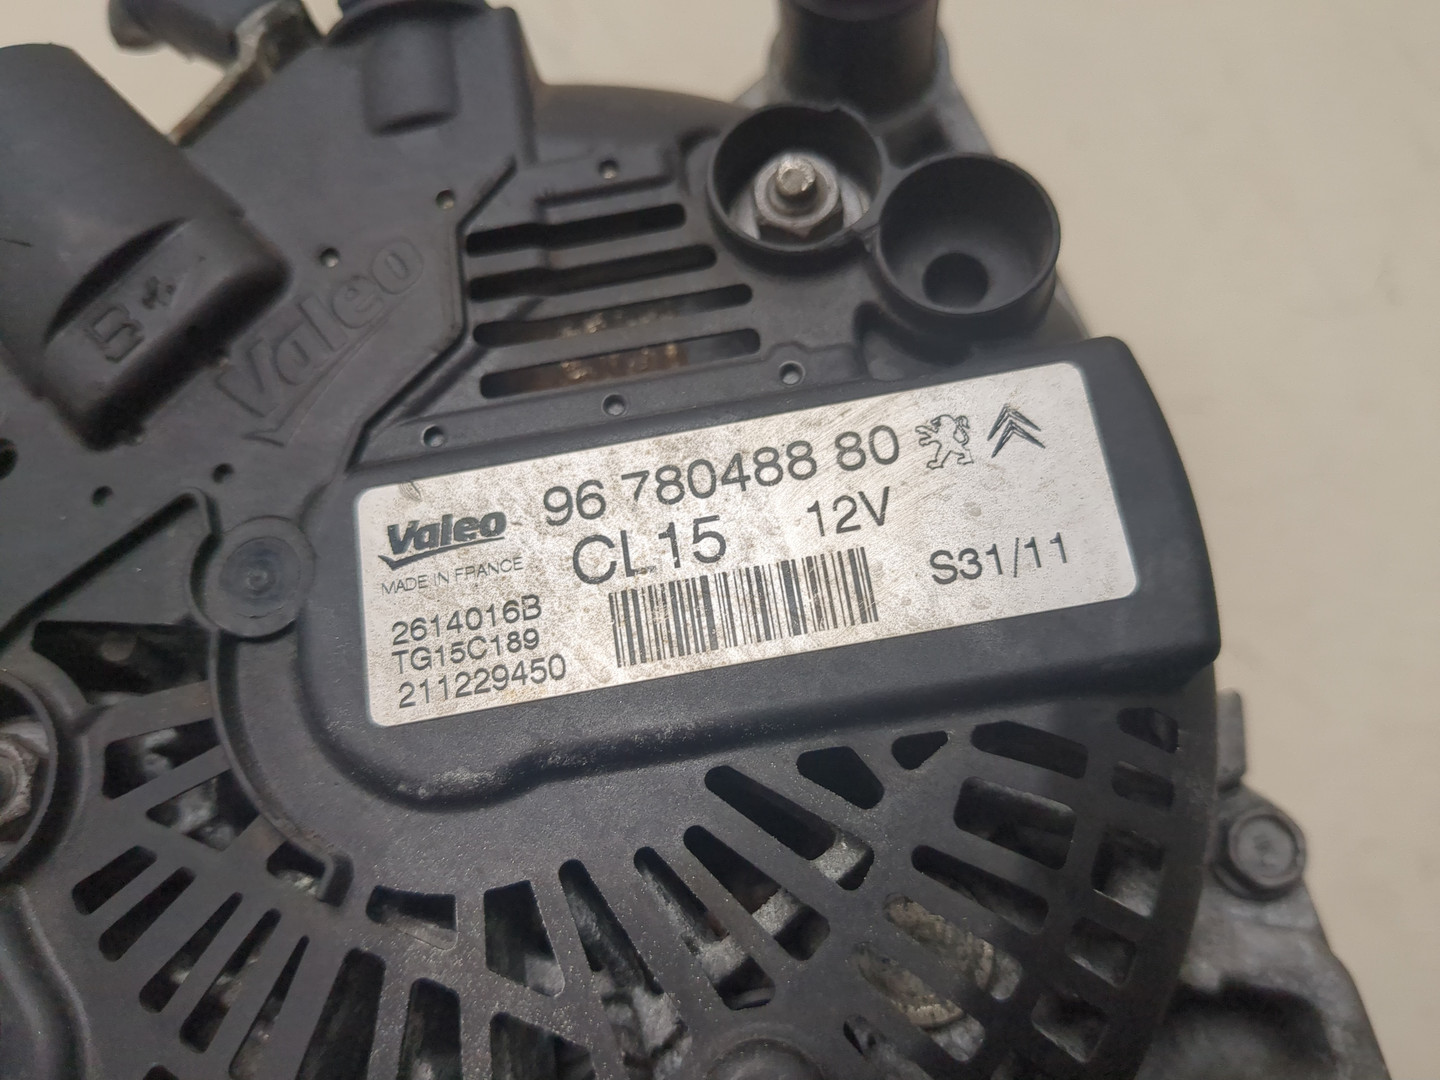 B+
Valeo
96 780488 80
Valeo
CL15 12V
MADE IN FRANCE
S31/11
2614016B
TG15C189
211229450